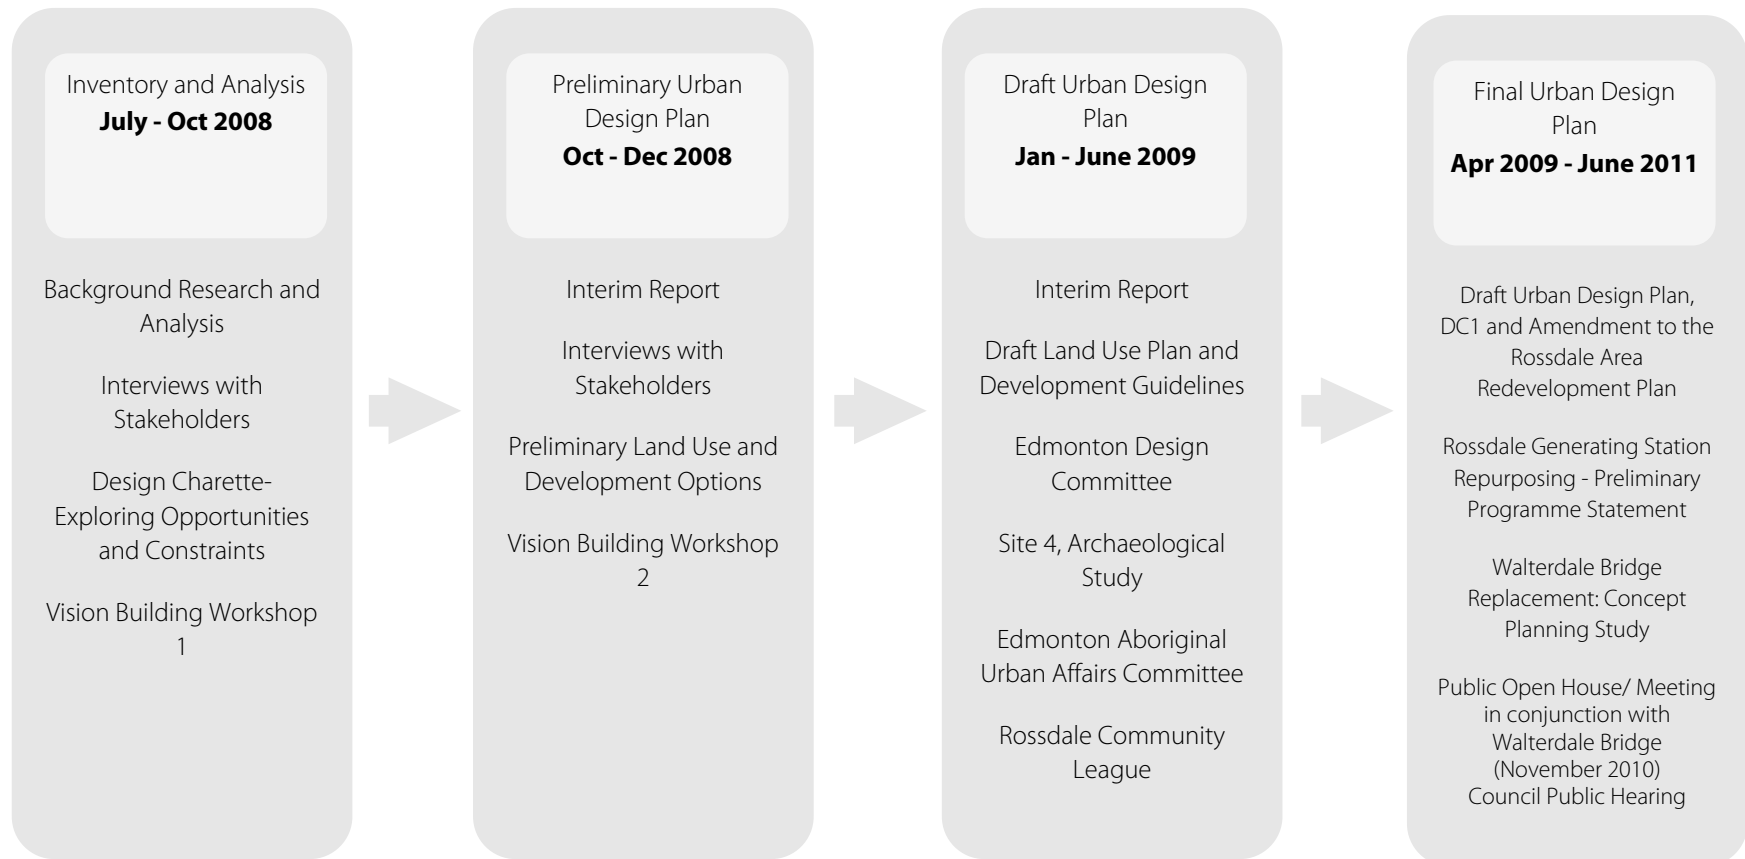 Inventory and Analysis
July - Oct 2008
Background Research and
Analysis
Interviews with
Stakeholders
Design Charette-
Exploring Opportunities
and Constraints
Vision Building Workshop
1
Preliminary Urban
Design Plan
Oct - Dec 2008
Interim Report
Interviews with
Stakeholders
Preliminary Land Use and
Development Options
Vision Building Workshop
2
Draft Urban Design
Plan
Jan - June 2009
Interim Report
Draft Land Use Plan and
Development Guidelines
Edmonton Design
Committee
Site 4, Archaeological
Study
Edmonton Aboriginal
Urban Affairs Committee
Rossdale Community
League
Final Urban Design
Plan
Apr 2009 - June 2011
Draft Urban Design Plan,
DC1 and Amendment to the
Rossdale Area
Redevelopment Plan
Rossdale Generating Station
Repurposing - Preliminary
Programme Statement
Walterdale Bridge
Replacement: Concept
Planning Study
Public Open House/ Meeting
in conjunction with
Walterdale Bridge
(November 2010)
Council Public Hearing